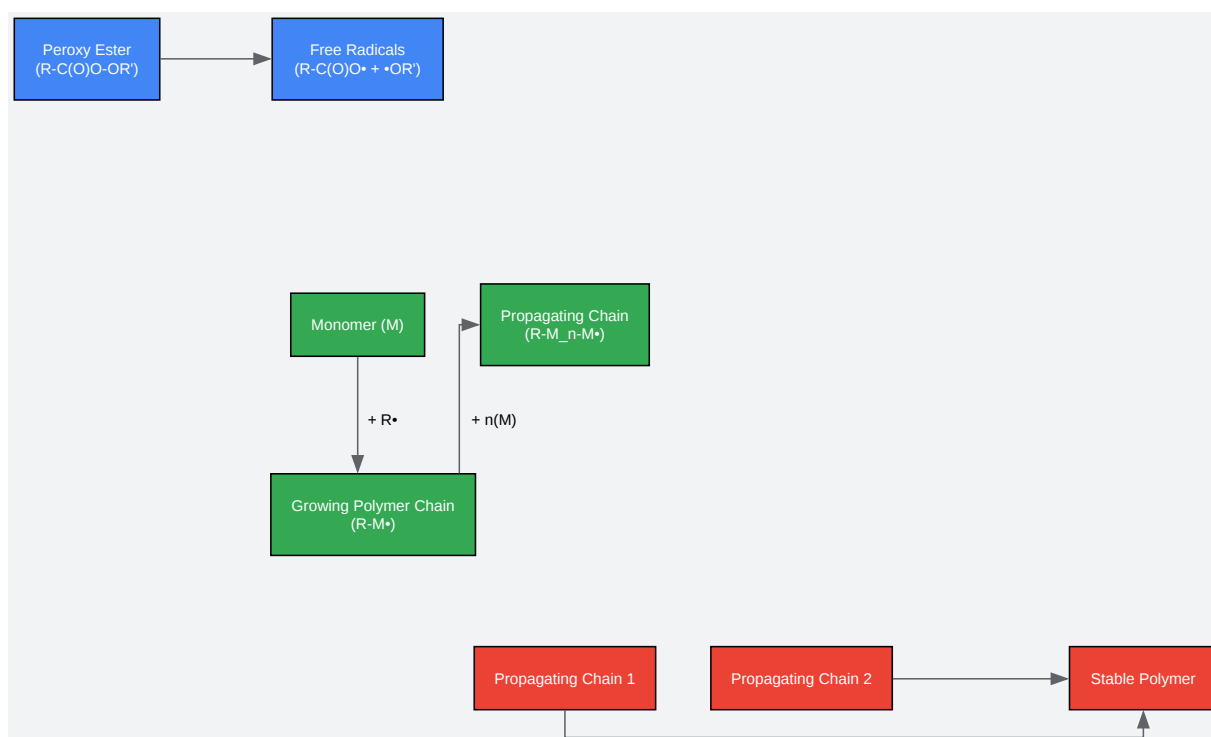 Peroxy Ester
(R-C(O)O-OR')
Free Radicals
(R-C(O)O• + •OR')
Monomer (M)
Propagating Chain
(R-M_n-M•)
+ R•
+ n(M)
Growing Polymer Chain
(R-M•)
Propagating Chain 1
Propagating Chain 2
Stable Polymer